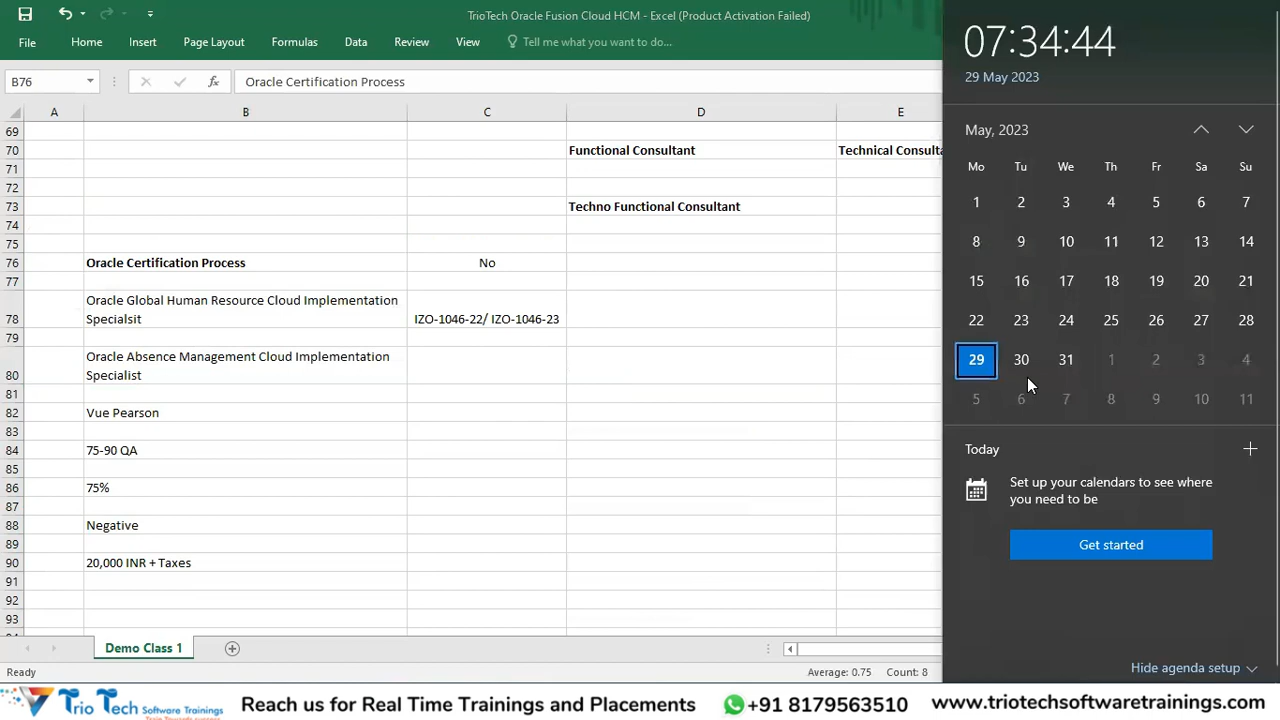 TrioTech Oracle Fusion Cloud HCM - Excel (Product Activation Failed)
File Home Insert Page Layout Formulas Data Review View Tell me what you want to do...
B76 fx Oracle Certification Process
A B C D E
69
70 Functional Consultant Technical Consulta
71
72
73 Techno Functional Consultant
74
75
76 Oracle Certification Process No
77
Oracle Global Human Resource Cloud Implementation
78 Specialsit IZO-1046-22/ IZO-1046-23
79
Oracle Absence Management Cloud Implementation
80 Specialist
81
82 Vue Pearson
83
84 75-90 QA
85
86 75%
87
88 Negative
89
90 20,000 INR + Taxes
91
92
93
Demo Class 1
Ready Average: 0.75 Count: 8
07:34:44
29 May 2023
May, 2023
Mo Tu We Th Fr Sa Su
1 2 3 4 5 6 7
8 9 10 11 12 13 14
15 16 17 18 19 20 21
22 23 24 25 26 27 28
29 30 31 1 2 3 4
5 6 7 8 9 10 11
Today
Set up your calendars to see where
you need to be
Get started
Hide agenda setup
Trio Tech Software Trainings
Reach us for Real Time Trainings and Placements +91 8179563510 www.triotechsoftwaretrainings.com